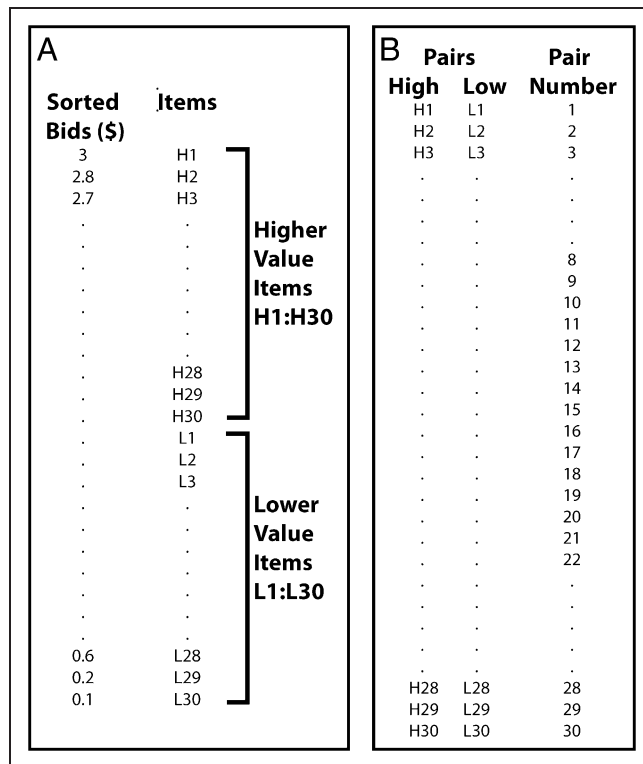 A
Sorted Items
Bids ($)
3 H1
2.8 H2
2.7 H3
. .
. .
. .
. .
. .
. .
. .
. H28
. H29
. H30
. L1
. L2
. L3
. .
. .
. .
. .
. .
. .
. .
0.6 L28
0.2 L29
0.1 L30
Higher
Value
Items
H1:H30
Lower
Value
Items
L1:L30
B
Pairs Pair
High Low Number
H1 L1 1
H2 L2 2
H3 L3 3
. . .
. . .
. . .
. . .
. . 8
. . 9
. . 10
. . 11
. . 12
. . 13
. . 14
. . 15
. . 16
. . 17
. . 18
. . 19
. . 20
. . 21
. . 22
. . .
. . .
. . .
. . .
. . .
H28 L28 28
H29 L29 29
H30 L30 30